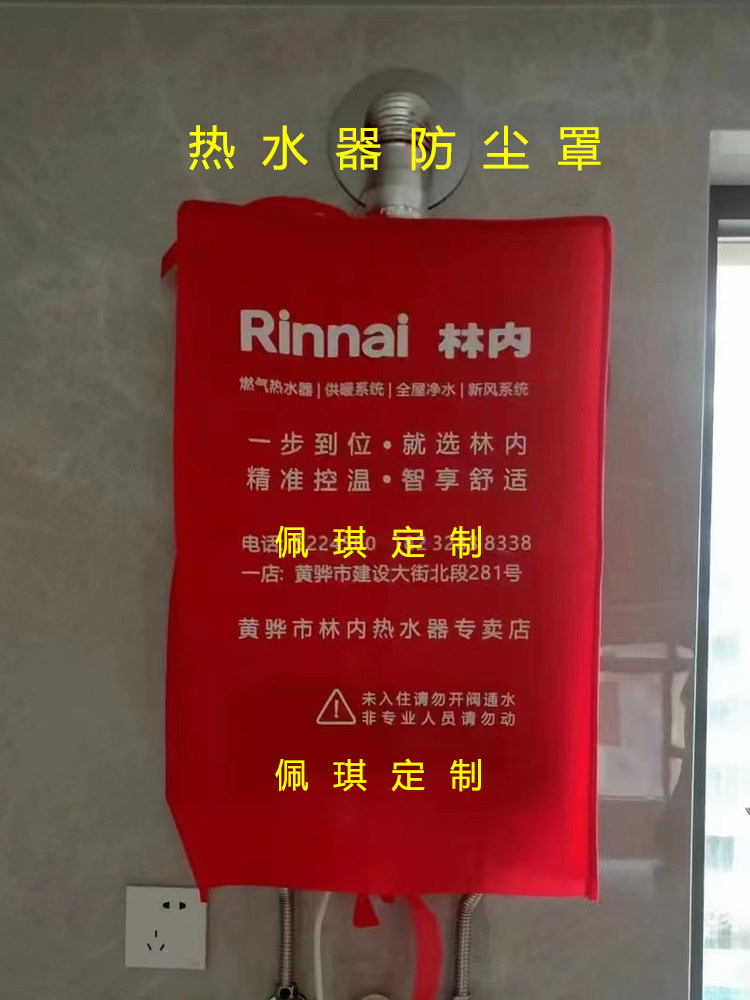 热水器防尘罩
Rinnai 林内
燃气热水器|供暖系统|全屋净水|新风系统
一步到位•就选林内
精准控温•智享舒适
电话
8338
佩琪定制
一店: 黄骅市建设大街北段281号
黄骅市林内热水器专卖店
未入住请勿开阀通水
非专业人员请勿动
佩琪定制